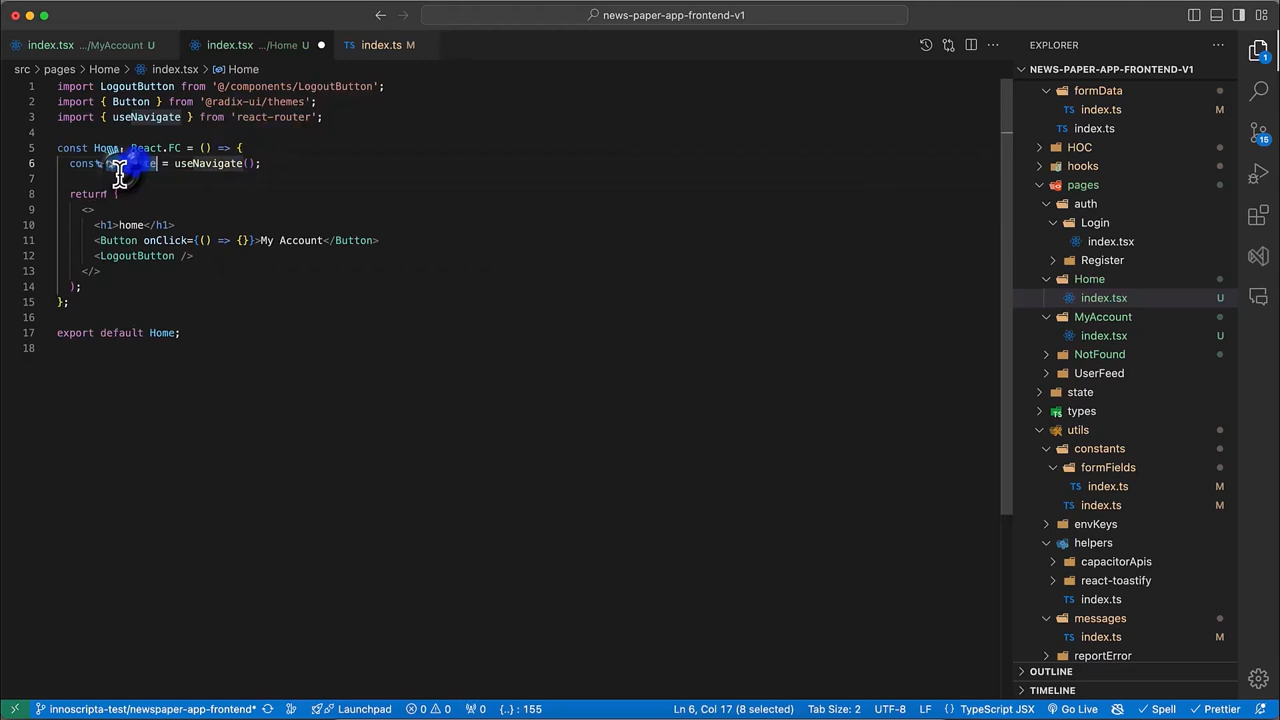 news-paper-app-frontend-v1
index.tsx .../MyAccount U
index.tsx .../Home U
index.ts M
src > pages > Home > index.tsx > Home
1 import LogoutButton from '@/components/LogoutButton';
2 import { Button } from '@radix-ui/themes';
3 import { useNavigate } from 'react-router';
4
5 const Home: React.FC = () => {
6 const = useNavigate();
7
8 return (
9 <>
10 <h1>home</h1>
11 <Button onClick={() => {}}>My Account</Button>
12 <LogoutButton />
13 </>
14 );
15 };
16
17 export default Home;
18
EXPLORER
NEWS-PAPER-APP-FRONTEND-V1
formData
index.ts M
index.ts
HOC
hooks
pages
auth
Login
index.tsx
Register
Home
index.tsx U
MyAccount
index.tsx U
NotFound
UserFeed
state
types
utils
constants
formFields
index.ts M
index.ts M
envKeys
helpers
capacitorApis
react-toastify
index.ts
messages
index.ts M
reportError
OUTLINE
TIMELINE
1
15
innoscripta-test/newspaper-app-frontend* Launchpad 0 0 0 {..} : 155 Ln 6, Col 17 (8 selected) Tab Size: 2 UTF-8 LF TypeScript JSX Go Live Spell Prettier